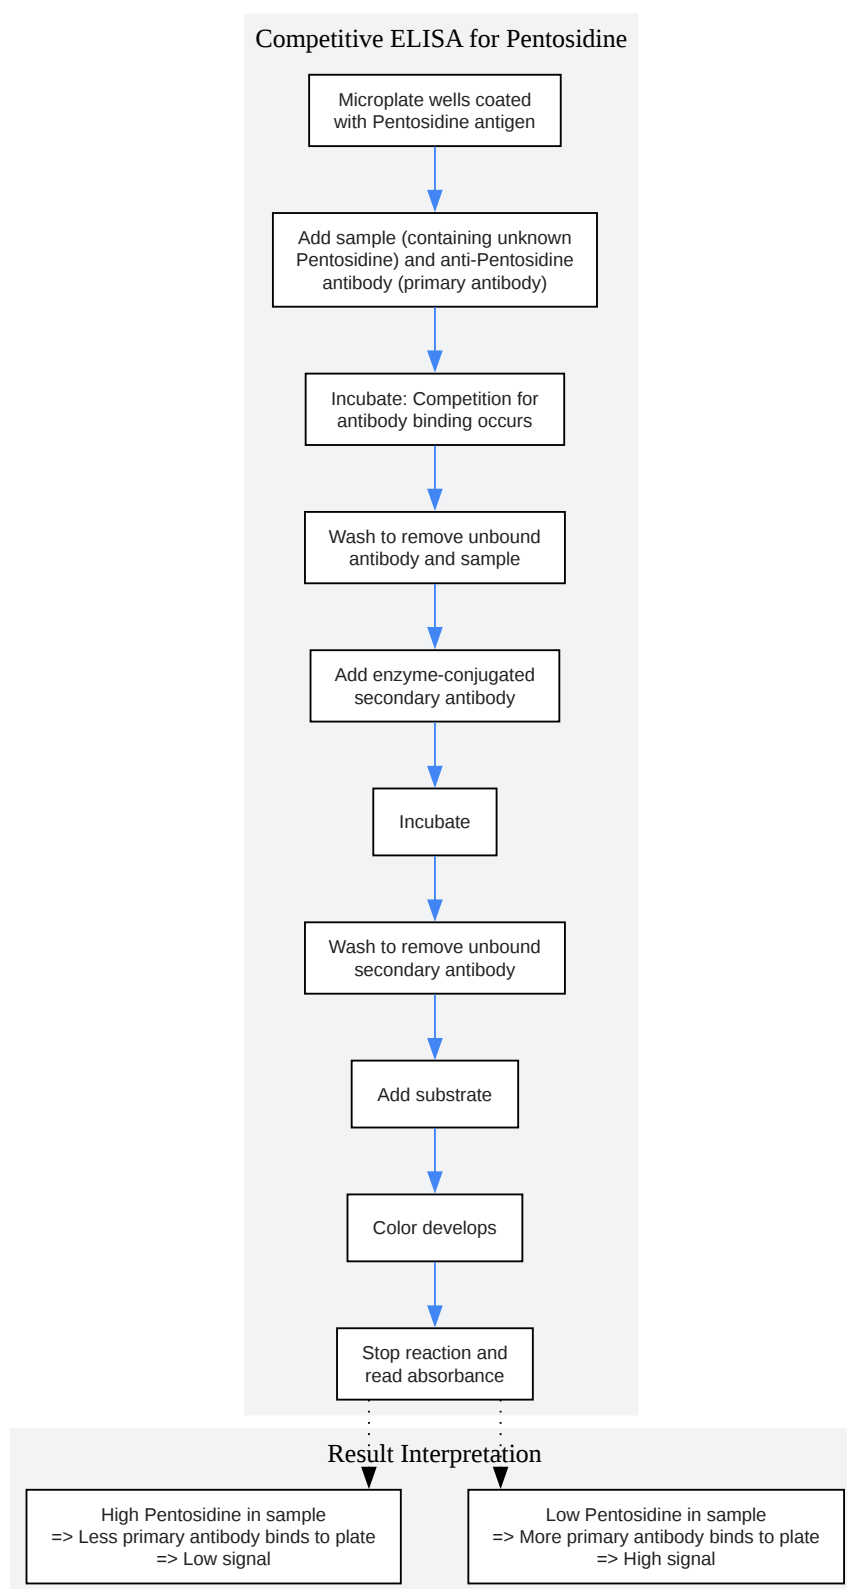 Competitive ELISA for Pentosidine
Microplate wells coated
with Pentosidine antigen
Add sample (containing unknown
Pentosidine) and anti-Pentosidine
antibody (primary antibody)
Incubate: Competition for
antibody binding occurs
Wash to remove unbound
antibody and sample
Add enzyme-conjugated
secondary antibody
Incubate
Wash to remove unbound
secondary antibody
Add substrate
Color develops
Stop reaction and
read absorbance
Result Interpretation
High Pentosidine in sample
=> Less primary antibody binds to plate
=> Low signal
Low Pentosidine in sample
=> More primary antibody binds to plate
=> High signal